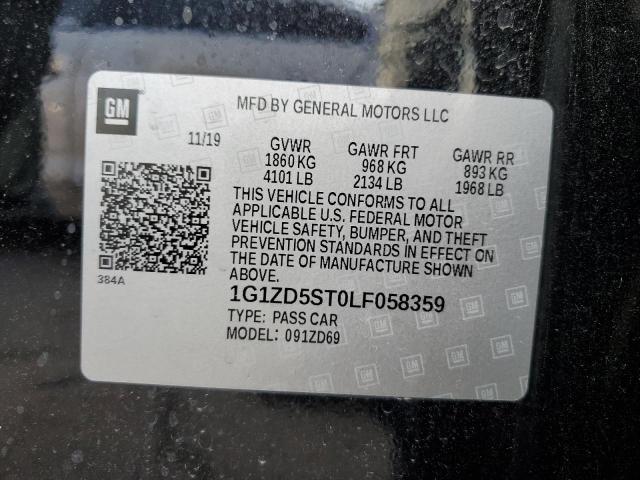 GM
MFD BY GENERAL MOTORS LLC
11/19
GVWR GAWR FRT GAWR RR
1860 KG 968 KG 893 KG
4101 LB 2134 LB 1968 LB
THIS VEHICLE CONFORMS TO ALL
APPLICABLE U.S. FEDERAL MOTOR
VEHICLE SAFETY, BUMPER, AND THEFT
PREVENTION STANDARDS IN EFFECT ON
THE DATE OF MANUFACTURE SHOWN
ABOVE.
384A
1G1ZD5ST0LF058359
TYPE: PASS CAR
MODEL: 091ZD69